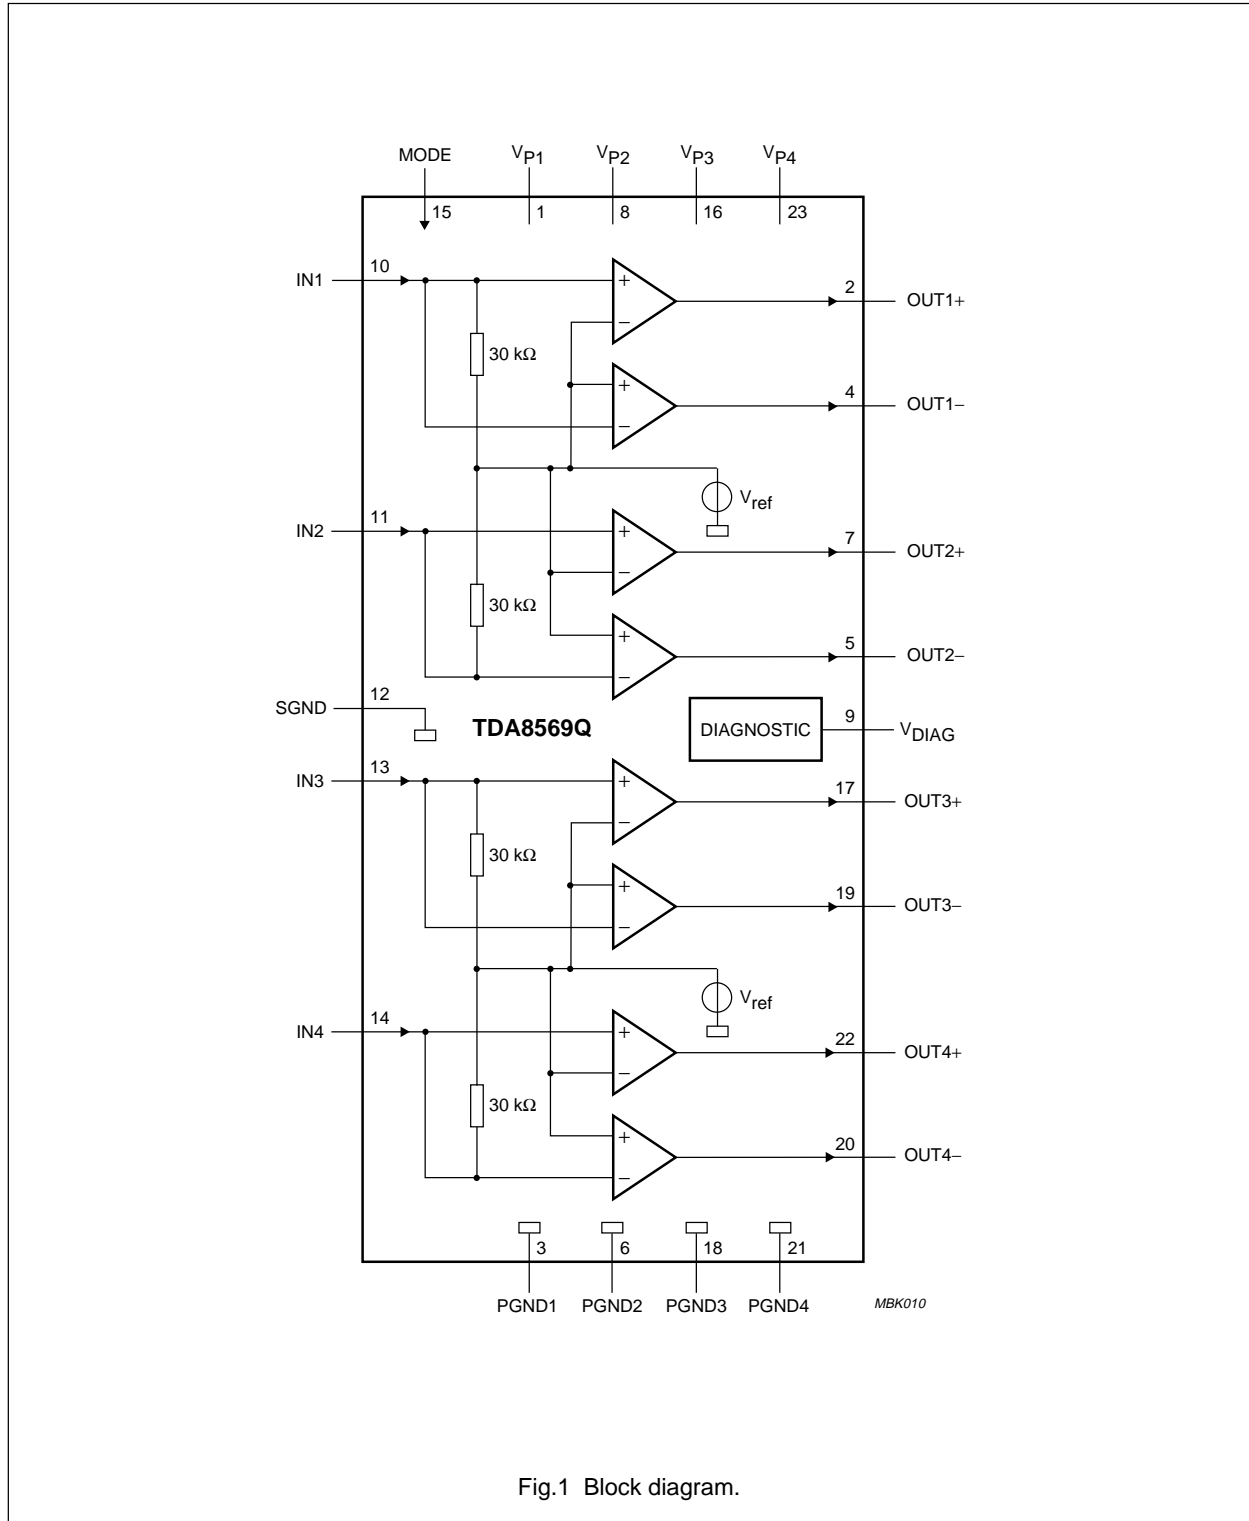 MODE VP1 VP2 VP3 VP4
15 1 8 16 23
IN1 10 + 2 OUT1+
−
30 kΩ
+ 4 OUT1−
−
Vref
IN2 11 + 7 OUT2+
−
30 kΩ
+ 5 OUT2−
−
SGND 12
TDA8569Q DIAGNOSTIC 9 VDIAG
IN3 13 + 17 OUT3+
−
30 kΩ
+ 19 OUT3−
−
Vref
IN4 14 + 22 OUT4+
−
30 kΩ
+ 20 OUT4−
−
3 6 18 21
PGND1 PGND2 PGND3 PGND4 MBK010
Fig.1 Block diagram.